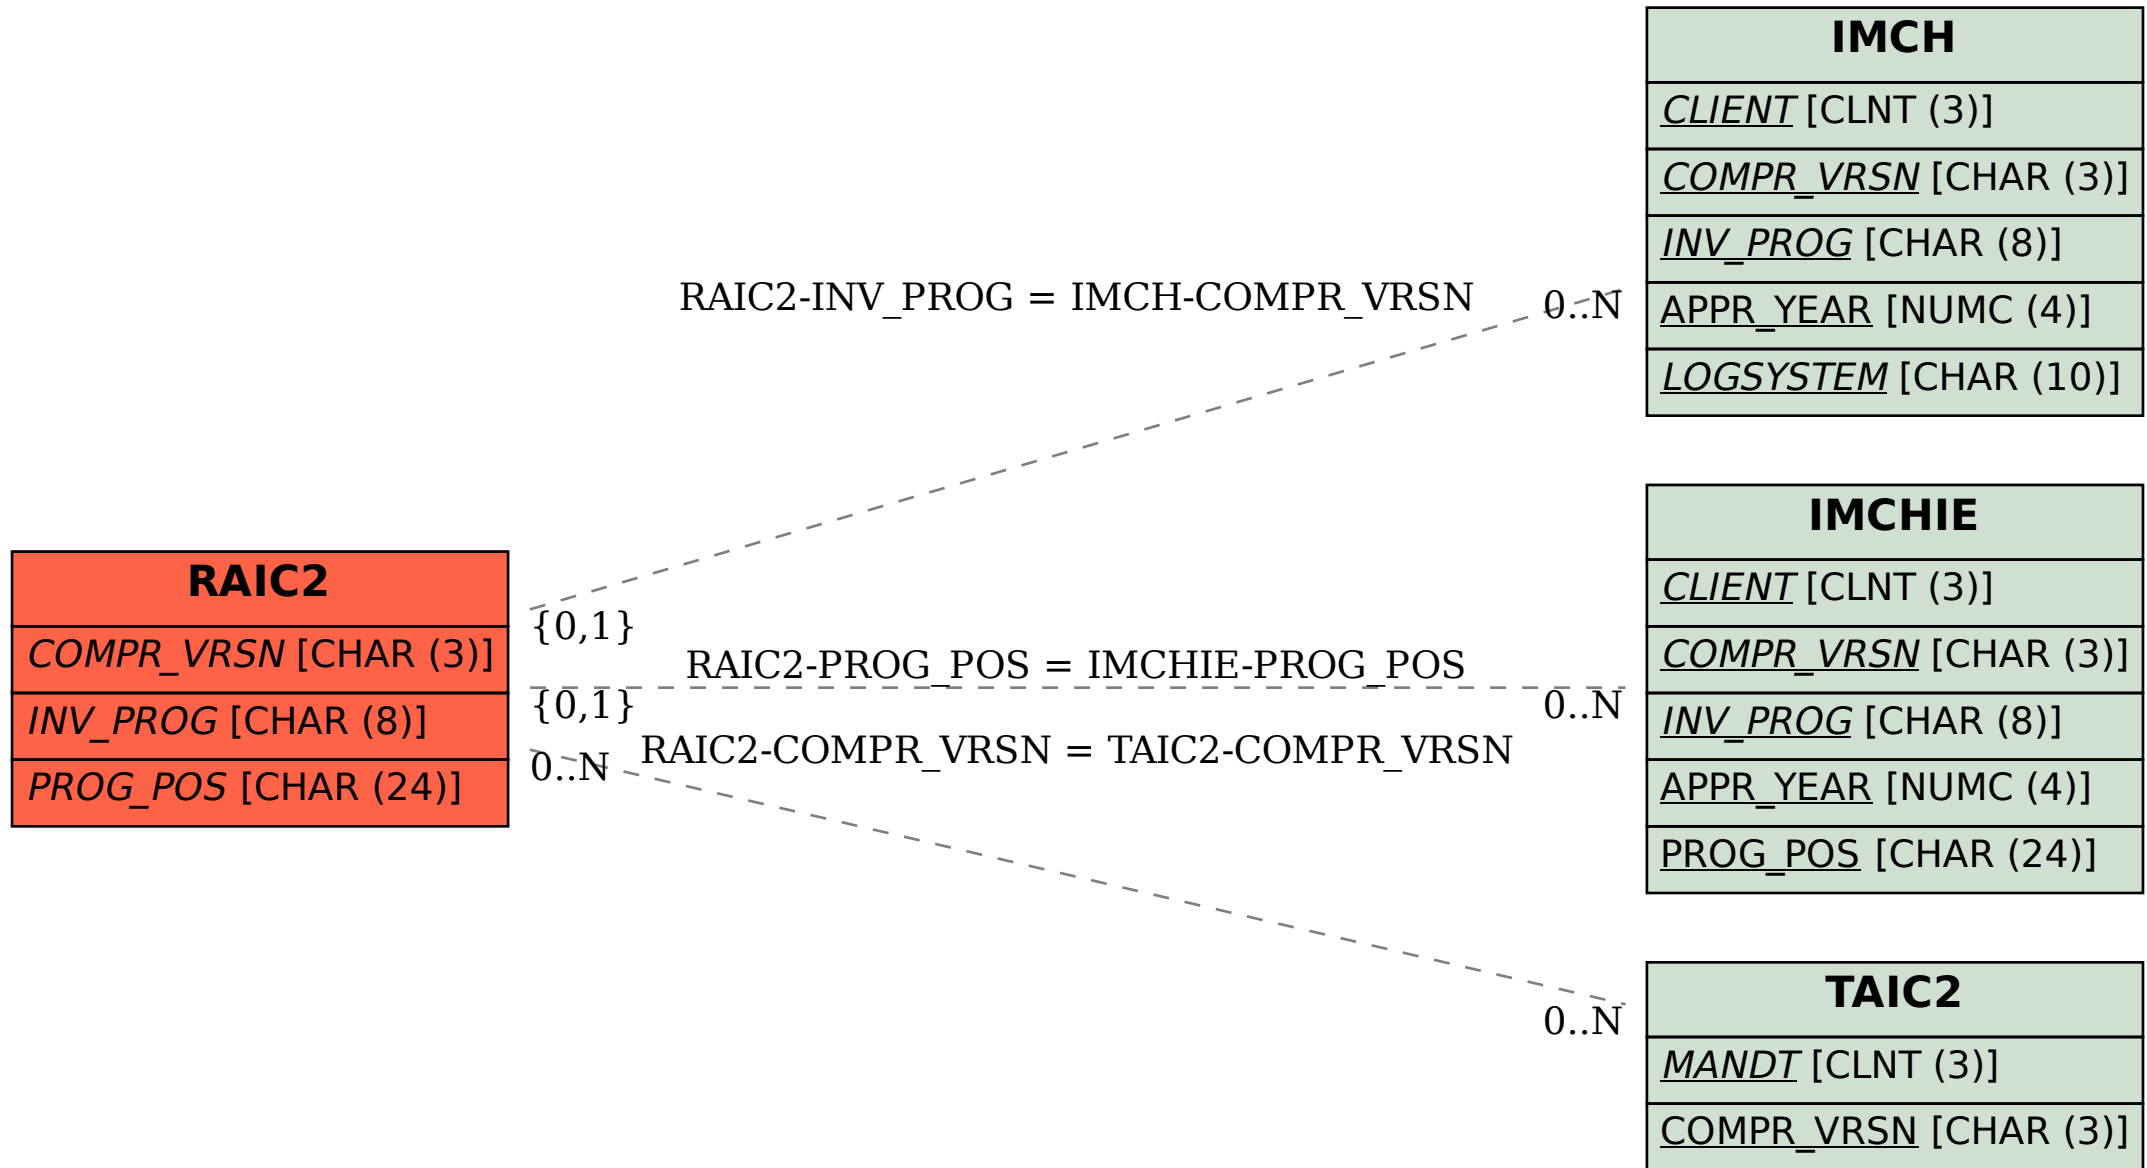 IMCH
CLIENT [CLNT (3)]
COMPR_VRSN [CHAR (3)]
INV_PROG [CHAR (8)]
APPR_YEAR [NUMC (4)]
LOGSYSTEM [CHAR (10)]
RAIC2-INV_PROG = IMCH-COMPR_VRSN
0..N
RAIC2
COMPR_VRSN [CHAR (3)]
INV_PROG [CHAR (8)]
PROG_POS [CHAR (24)]
{0,1}
RAIC2-PROG_POS = IMCHIE-PROG_POS
{0,1}
0..N
RAIC2-COMPR_VRSN = TAIC2-COMPR_VRSN
0..N
0..N
IMCHIE
CLIENT [CLNT (3)]
COMPR_VRSN [CHAR (3)]
INV_PROG [CHAR (8)]
APPR_YEAR [NUMC (4)]
PROG_POS [CHAR (24)]
TAIC2
MANDT [CLNT (3)]
COMPR_VRSN [CHAR (3)]